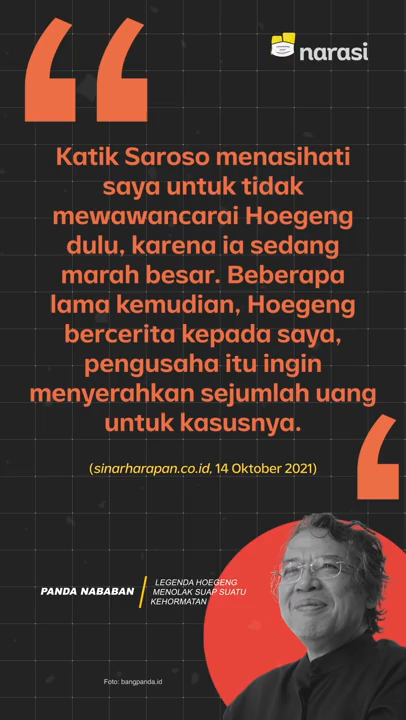 narasi
Katik Saroso menasihati
saya untuk tidak
mewawancarai Hoegeng
dulu, karena ia sedang
marah besar. Beberapa
lama kemudian, Hoegeng
bercerita kepada saya,
pengusaha itu ingin
menyerahkan sejumlah uang
untuk kasusnya.
(sinarharapan.co.id, 14 Oktober 2021)
PANDA NABABAN
LEGENDA HOEGENG
MENOLAK SUAP SUATU
KEHORMATAN
Foto: bangpanda.id